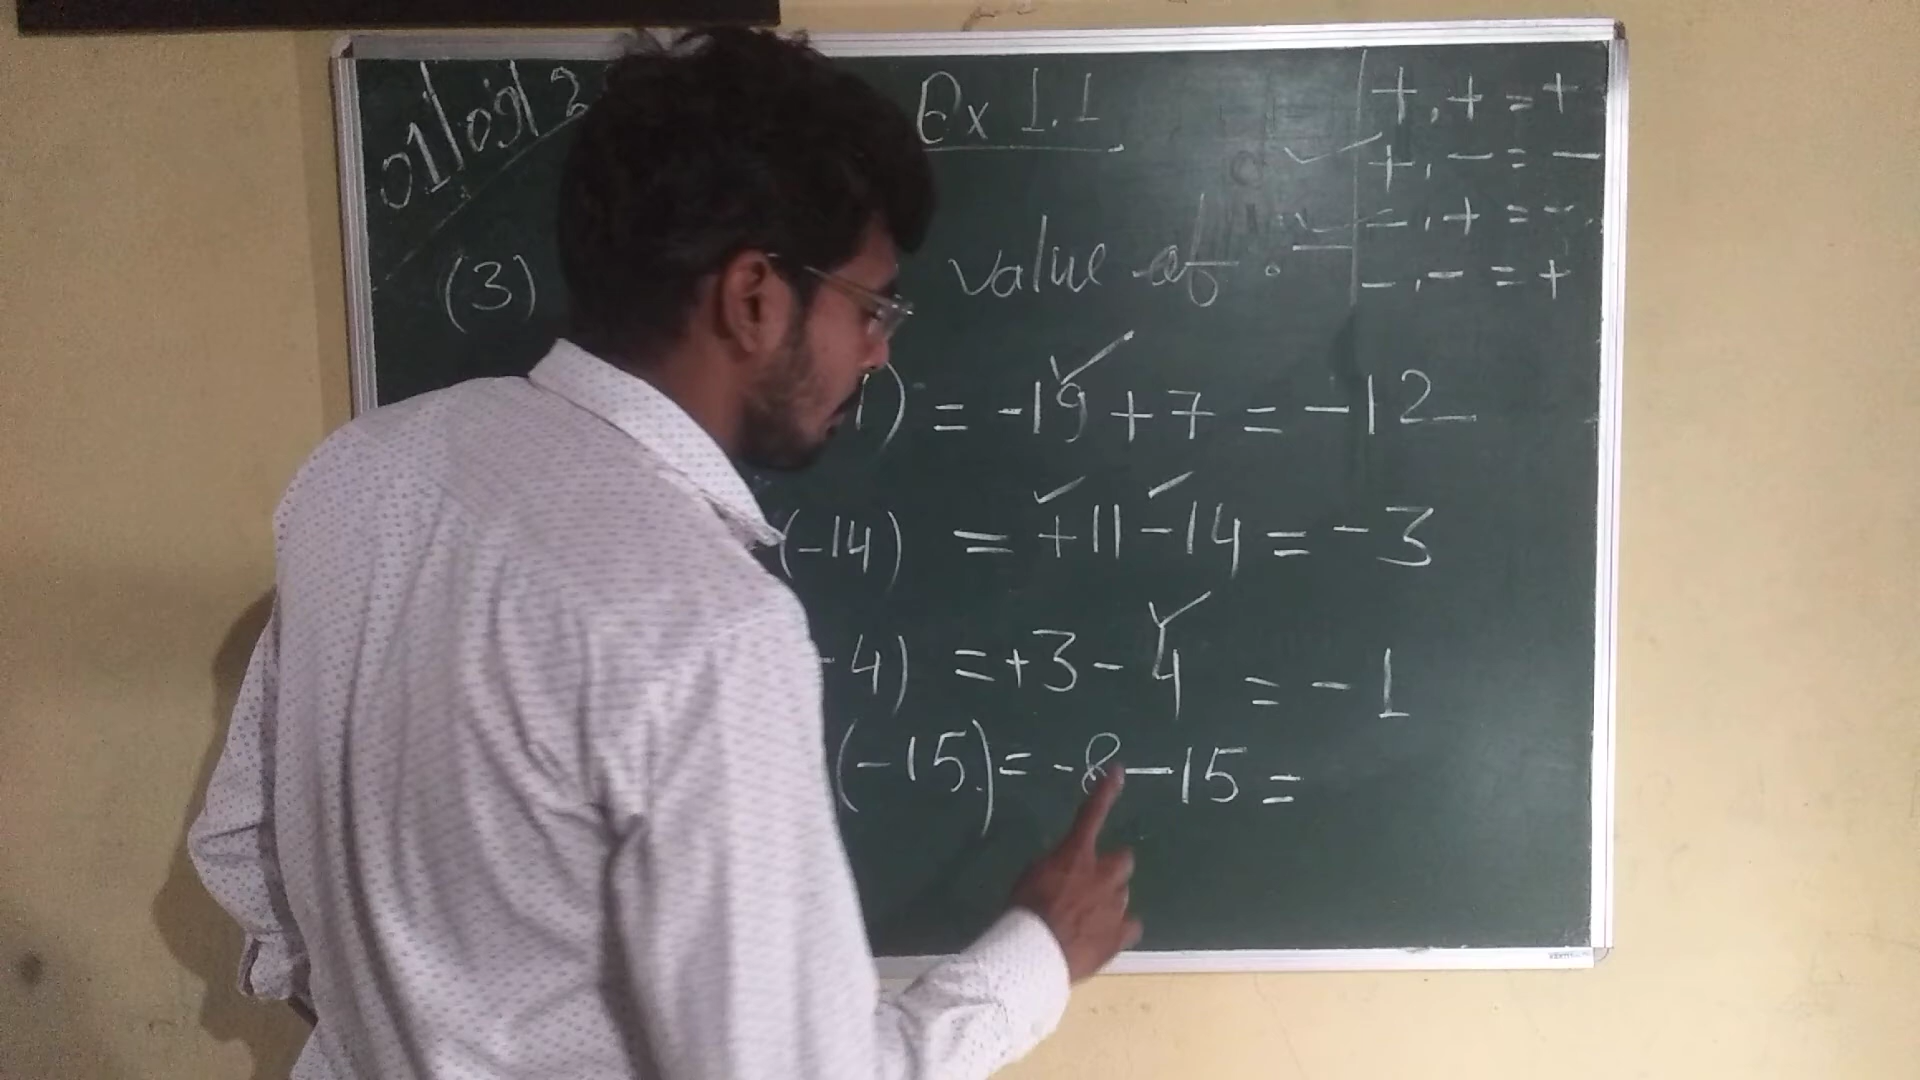 01/09/2
Ex 1.1
+, + = +
+, - = -
-, + = -
-, - = +
(3)
value of :-
1) = -19 + 7 = -12
(-14) = +11 -14 = -3
-4) = +3 - 4 = -1
(-15) = -8 - 15 =